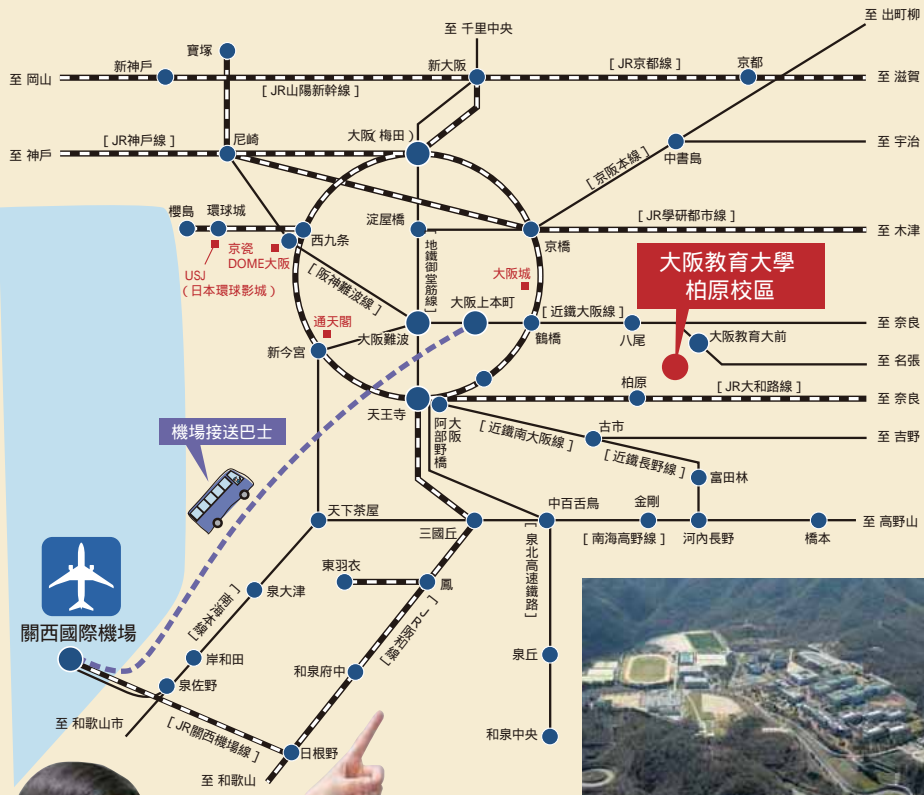 至 出町柳
至 千里中央
寶塚
新神戶
新大阪
[ JR京都線 ]
京都
至 岡山
至 滋賀
[ JR山陽新幹線 ]
大阪(梅田)
[ JR神戶線 ]
尼崎
至 神戶
至 宇治
中書島
[ 京阪本線 ]
櫻島
環球城
西九条
淀屋橋
京橋
[ JR學研都市線 ]
至 木津
京瓷
DOME大阪
USJ
(日本環球影城)
[ 阪神難波線 ]
[ 地鐵御堂筋線 ]
大阪城
大阪教育大學
柏原校區
大阪上本町
[ 近鐵大阪線 ]
通天閣
大阪難波
鶴橋
八尾
大阪教育大前
至 奈良
新今宮
至 名張
柏原
[ JR大和路線 ]
至 奈良
天王寺
大阪
阿部野橋
[ 近鐵南大阪線 ]
古市
至 吉野
機場接送巴士
[ 近鐵長野線 ]
富田林
天下茶屋
三國丘
中百舌鳥
金剛
[ 南海高野線 ]
河內長野
橋本
至 高野山
[ 泉北高速鐵路 ]
東羽衣
鳳
泉大津
[ 南海本線 ]
[ JR阪和線 ]
關西國際機場
岸和田
泉佐野
和泉府中
泉丘
至 和歌山市
[ JR關西機場線 ]
日根野
和泉中央
至 和歌山